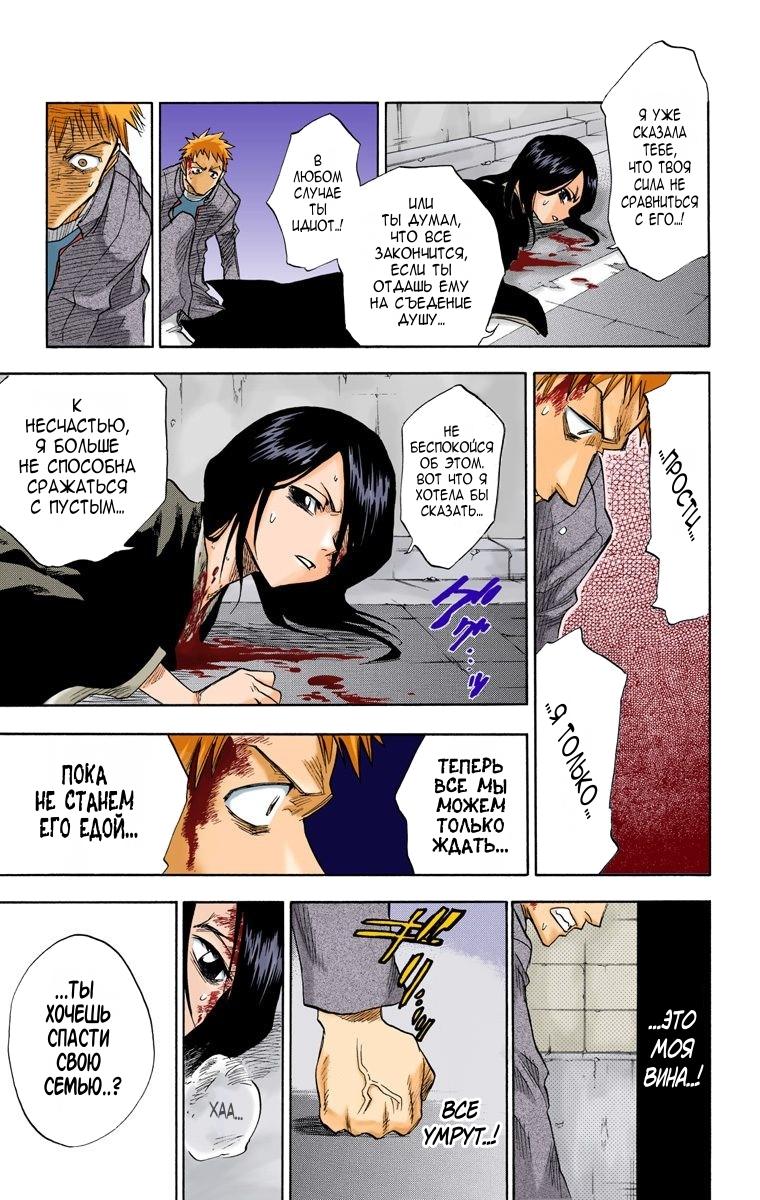 Я УЖЕ
СКАЗАЛА
ТЕБЕ,
ЧТО ТВОЯ
СИЛА НЕ
СРАВНИТЬСЯ
С ЕГО...!
ИЛИ
ТЫ ДУМАЛ,
ЧТО ВСЕ
ЗАКОНЧИТСЯ,
ЕСЛИ ТЫ
ОТДАШЬ ЕМУ
НА СЪЕДЕНИЕ
ДУШУ...
В
ЛЮБОМ
СЛУЧАЕ
ТЫ
ИДИОТ..!
...ПРОСТИ...
...Я ТОЛЬКО...
НЕ
БЕСПОКОЙСЯ
ОБ ЭТОМ.
ВОТ ЧТО Я
ХОТЕЛА БЫ
СКАЗАТЬ...
К
НЕСЧАСТЬЮ,
Я БОЛЬШЕ
НЕ СПОСОБНА
СРАЖАТЬСЯ
С ПУСТЫМ...
ТЕПЕРЬ
ВСЕ МЫ
МОЖЕМ
ТОЛЬКО
ЖДАТЬ...
ПОКА
НЕ СТАНЕМ
ЕГО ЕДОЙ...
...ЭТО
МОЯ
ВИНА..!
ВСЕ
УМРУТ..!
ХАА...
...ТЫ
ХОЧЕШЬ
СПАСТИ
СВОЮ
СЕМЬЮ..?